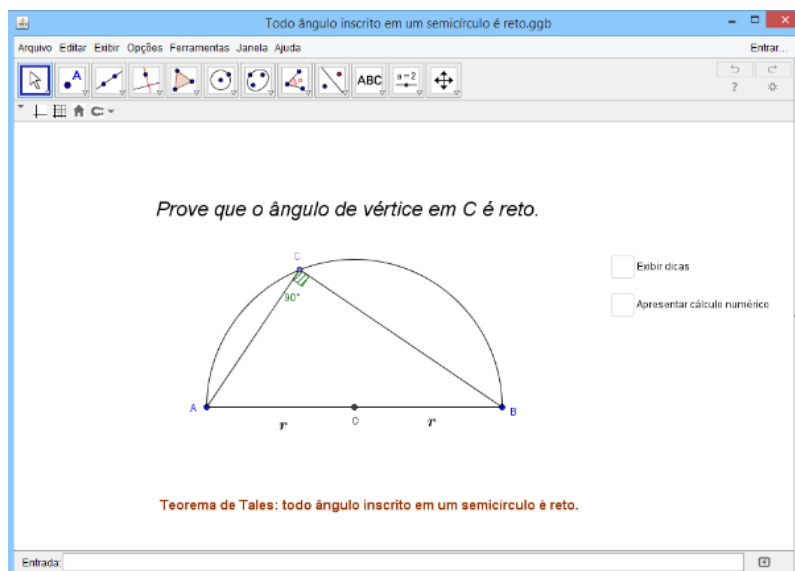 Todo ângulo inscrito em um semicírculo é reto.ggb
Arquivo Editar Exibir Opções Ferramentas Janela Ajuda Entrar...
A ABC a=2
?
Prove que o ângulo de vértice em C é reto.
C
Exibir dicas
90°
Apresentar cálculo numérico
A B
r O r
Teorema de Tales: todo ângulo inscrito em um semicírculo é reto.
Entrada: